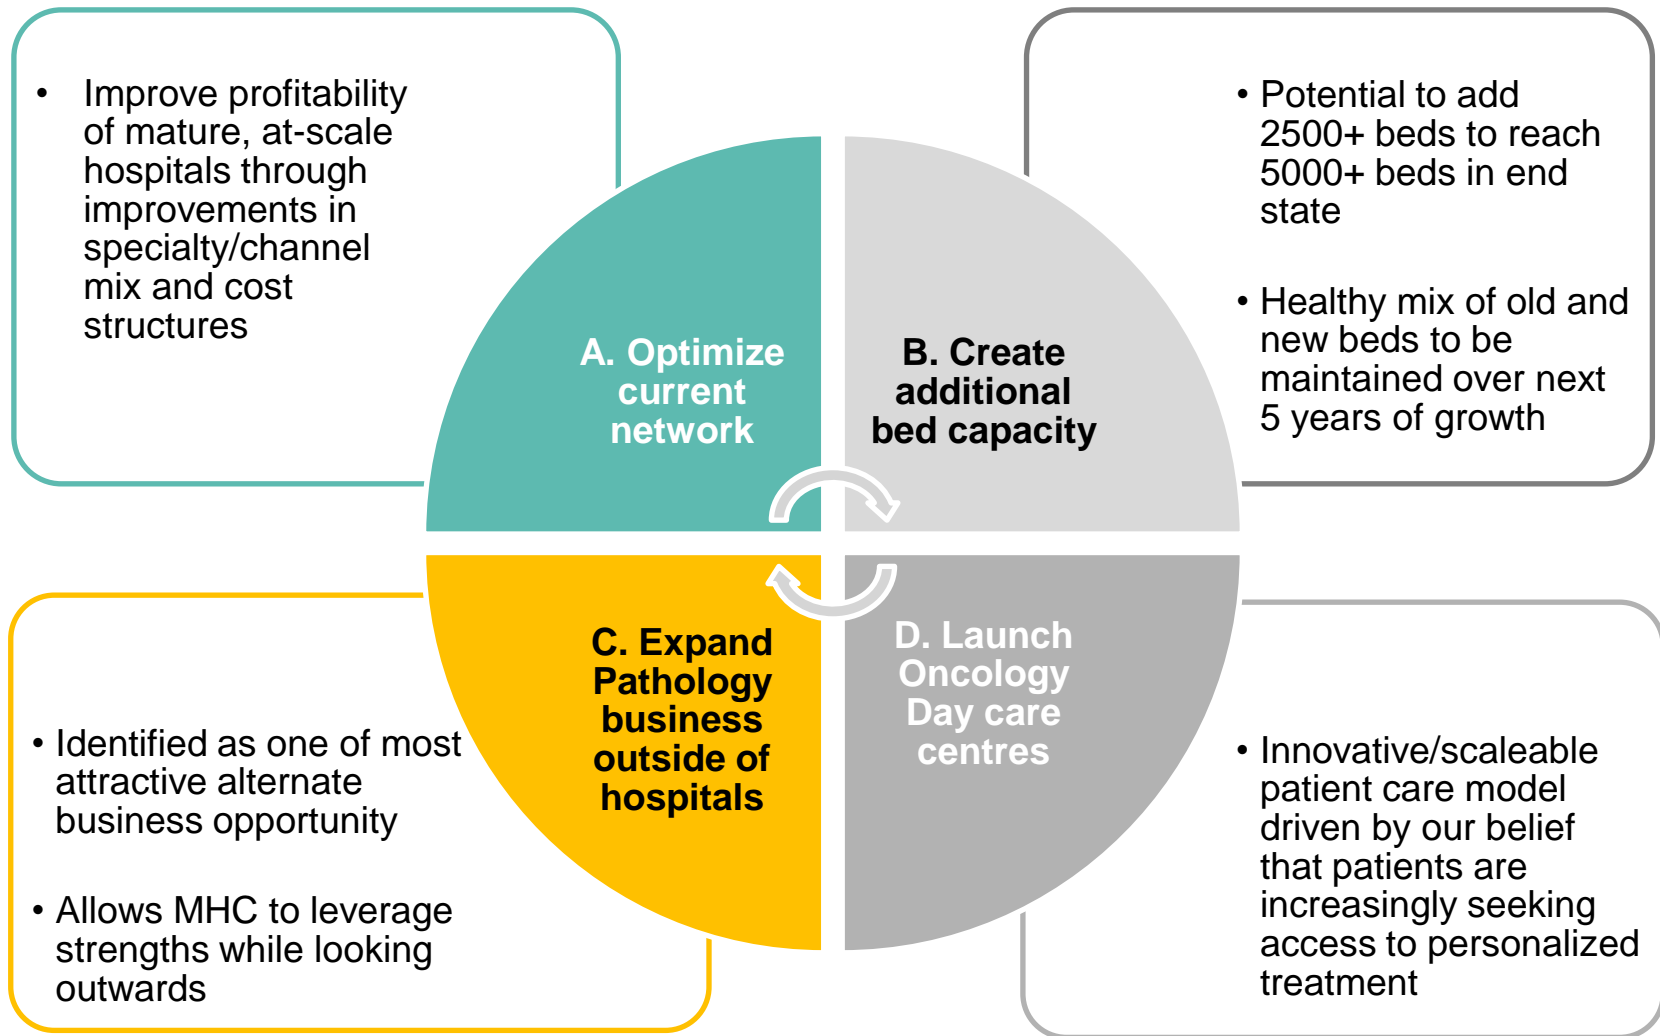 • Improve profitability
of mature, at-scale
hospitals through
improvements in
specialty/channel
mix and cost
structures
A. Optimize
current
network
B. Create
additional
bed capacity
• Potential to add
2500+ beds to reach
5000+ beds in end
state
• Healthy mix of old and
new beds to be
maintained over next
5 years of growth
• Identified as one of most
attractive alternate
business opportunity
• Allows MHC to leverage
strengths while looking
outwards
C. Expand
Pathology
business
outside of
hospitals
D. Launch
Oncology
Day care
centres
• Innovative/scaleable
patient care model
driven by our belief
that patients are
increasingly seeking
access to personalized
treatment